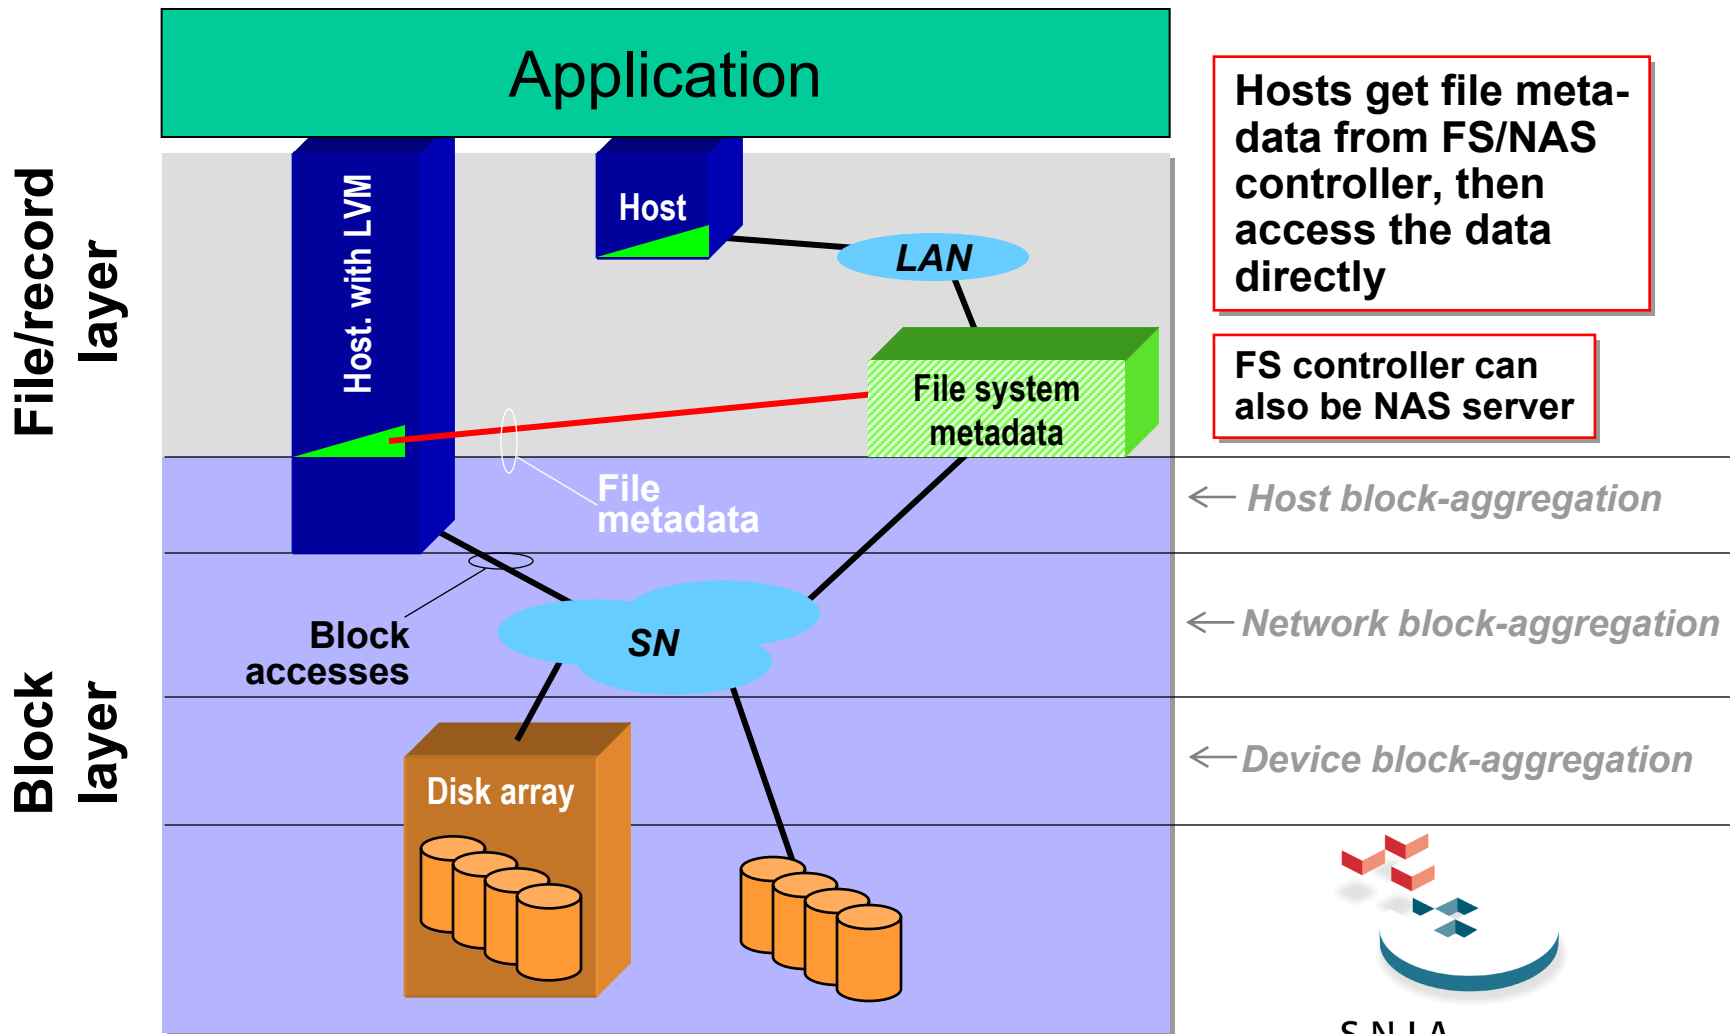 Application
File/record
layer
Host. with LVM
Host
LAN
File system
metadata
File
metadata
Block
layer
Block
accesses
SN
Disk array
Hosts get file meta-
data from FS/NAS
controller, then
access the data
directly
FS controller can
also be NAS server
Host block-aggregation
Network block-aggregation
Device block-aggregation
SNIA